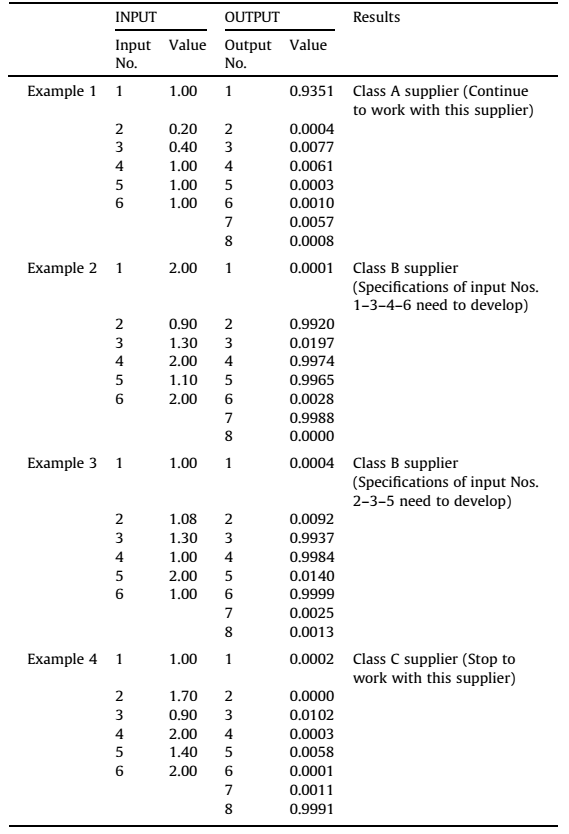 INPUT OUTPUT Results
Input Value Output Value
No. No.
Example 1 1 1.00 1 0.9351 Class A supplier (Continue
to work with this supplier)
2 0.20 2 0.0004
3 0.40 3 0.0077
4 1.00 4 0.0061
5 1.00 5 0.0003
6 1.00 6 0.0010
7 0.0057
8 0.0008
Example 2 1 2.00 1 0.0001 Class B supplier
(Specifications of input Nos.
1–3–4–6 need to develop)
2 0.90 2 0.9920
3 1.30 3 0.0197
4 2.00 4 0.9974
5 1.10 5 0.9965
6 2.00 6 0.0028
7 0.9988
8 0.0000
Example 3 1 1.00 1 0.0004 Class B supplier
(Specifications of input Nos.
2–3–5 need to develop)
2 1.08 2 0.0092
3 1.30 3 0.9937
4 1.00 4 0.9984
5 2.00 5 0.0140
6 1.00 6 0.9999
7 0.0025
8 0.0013
Example 4 1 1.00 1 0.0002 Class C supplier (Stop to
work with this supplier)
2 1.70 2 0.0000
3 0.90 3 0.0102
4 2.00 4 0.0003
5 1.40 5 0.0058
6 2.00 6 0.0001
7 0.0011
8 0.9991